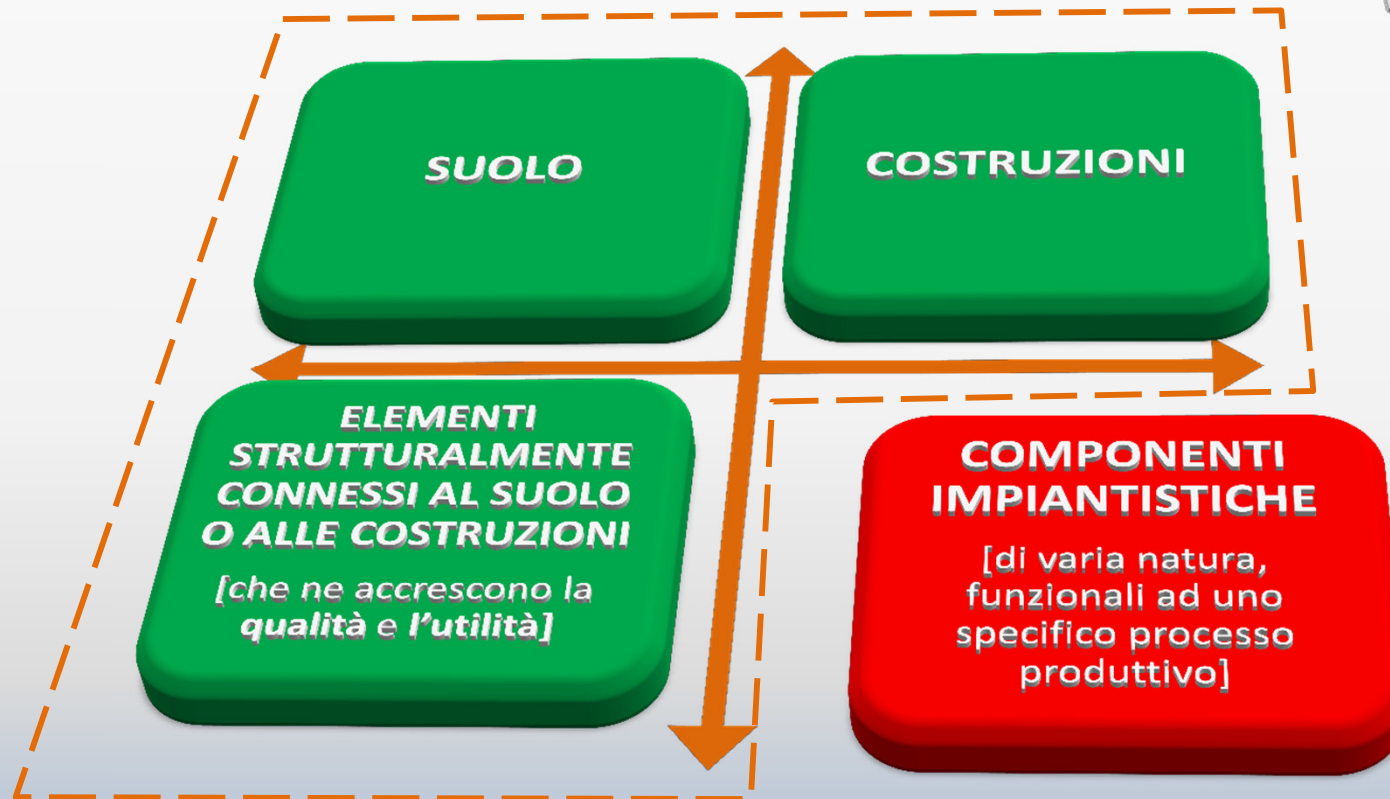 SUOLO
COSTRUZIONI
ELEMENTI
STRUTTURALMENTE
CONNESSI AL SUOLO
O ALLE COSTRUZIONI
[che ne accrescono la
qualità e l’utilità]
COMPONENTI
IMPIANTISTICHE
[di varia natura,
funzionali ad uno
specifico processo
produttivo]